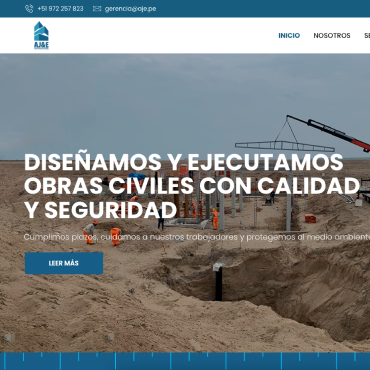 +51 972 257 823 gerencia@aje.pe
AJ&E
INICIO NOSOTROS
DISEÑAMOS Y EJECUTAMOS
OBRAS CIVILES CON CALIDAD
Y SEGURIDAD
Cumplimos plazos, cuidamos a nuestros trabajadores y protegemos al medio ambiente
LEER MÁS